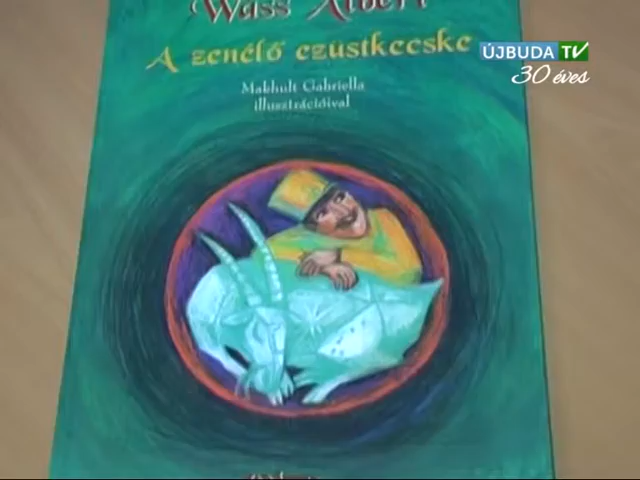 Wass Albert
A zenélő ezüstkecske
Makhult Gabriella
illusztrációival
ÚJBUDA TV
30 éves